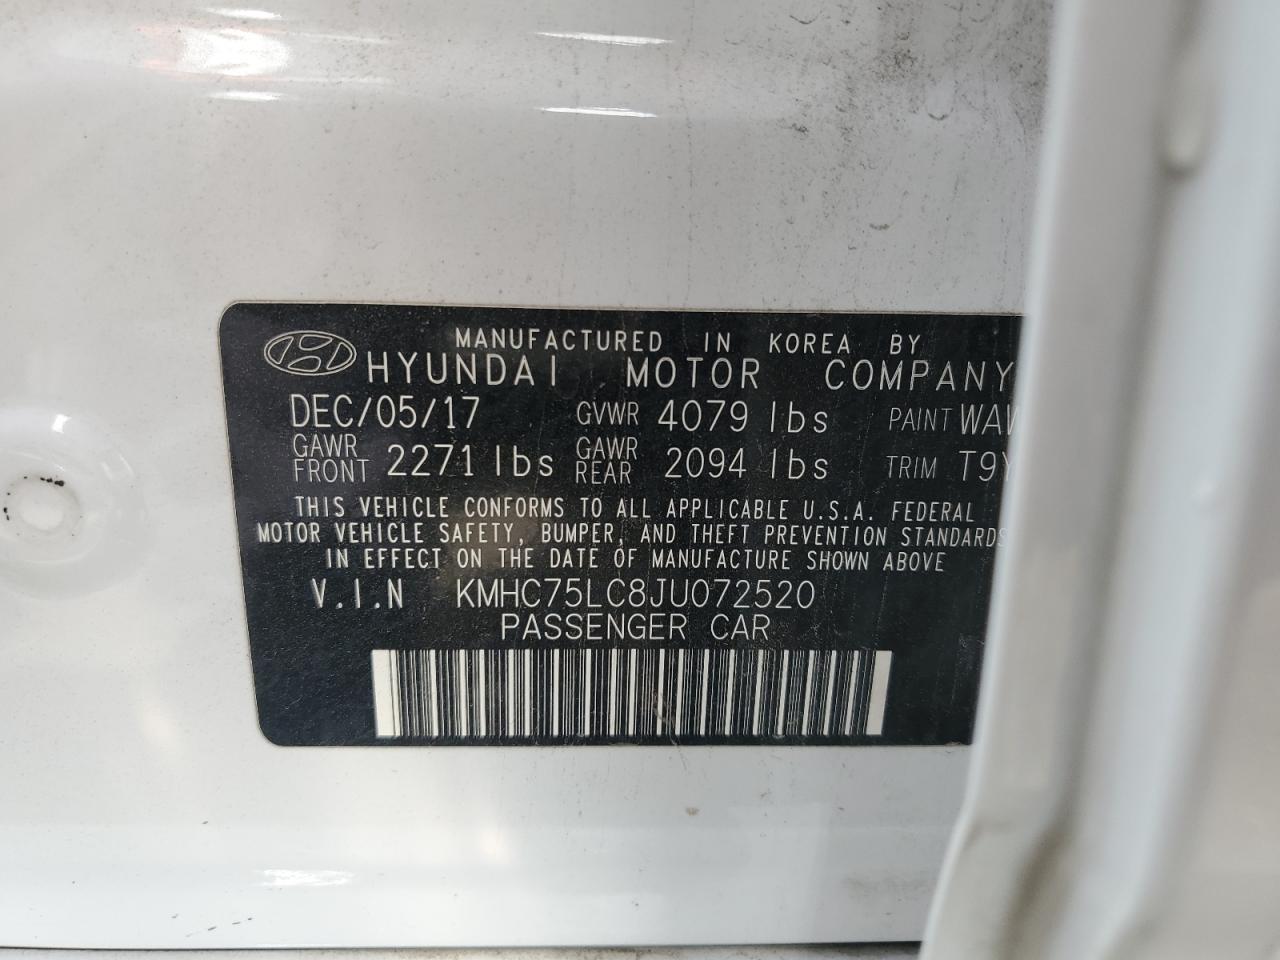 MANUFACTURED IN KOREA BY
HYUNDAI MOTOR COMPANY
DEC/05/17 GVWR 4079 lbs PAINT WAW
GAWR FRONT 2271 lbs GAWR REAR 2094 lbs TRIM T9Y
THIS VEHICLE CONFORMS TO ALL APPLICABLE U.S.A. FEDERAL
MOTOR VEHICLE SAFETY, BUMPER, AND THEFT PREVENTION STANDARDS
IN EFFECT ON THE DATE OF MANUFACTURE SHOWN ABOVE
V.I.N KMHC75LC8JU072520
PASSENGER CAR